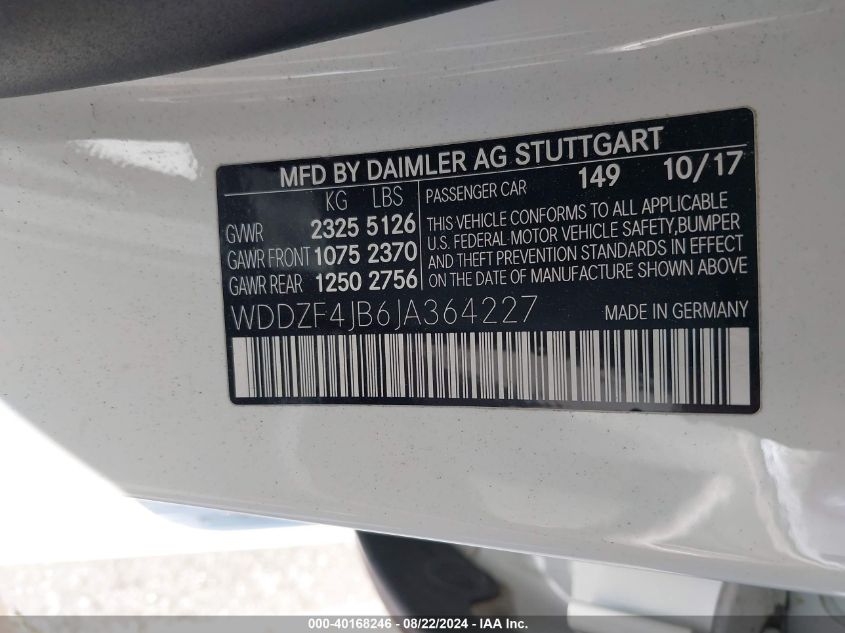 MFD BY DAIMLER AG STUTTGART
KG LBS
GVWR 2325 5126
GAWR FRONT 1075 2370
GAWR REAR 1250 2756
PASSENGER CAR 149 10/17
THIS VEHICLE CONFORMS TO ALL APPLICABLE
U.S. FEDERAL MOTOR VEHICLE SAFETY,BUMPER
AND THEFT PREVENTION STANDARDS IN EFFECT
ON THE DATE OF MANUFACTURE SHOWN ABOVE
WDDZF4JB6JA364227
MADE IN GERMANY
000-40168246 - 08/22/2024 - IAA Inc.